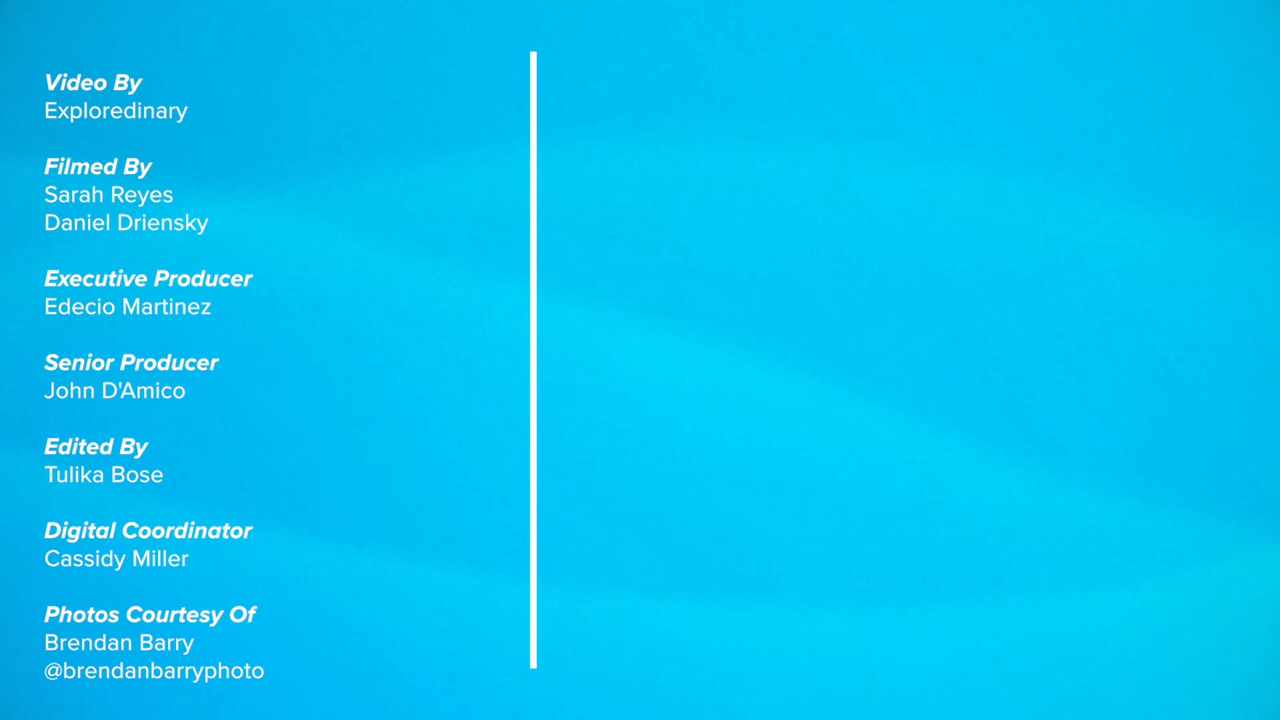 Video By
Exploredinary
Filmed By
Sarah Reyes
Daniel Driensky
Executive Producer
Edecio Martinez
Senior Producer
John D'Amico
Edited By
Tulika Bose
Digital Coordinator
Cassidy Miller
Photos Courtesy Of
Brendan Barry
@brendanbarryphoto